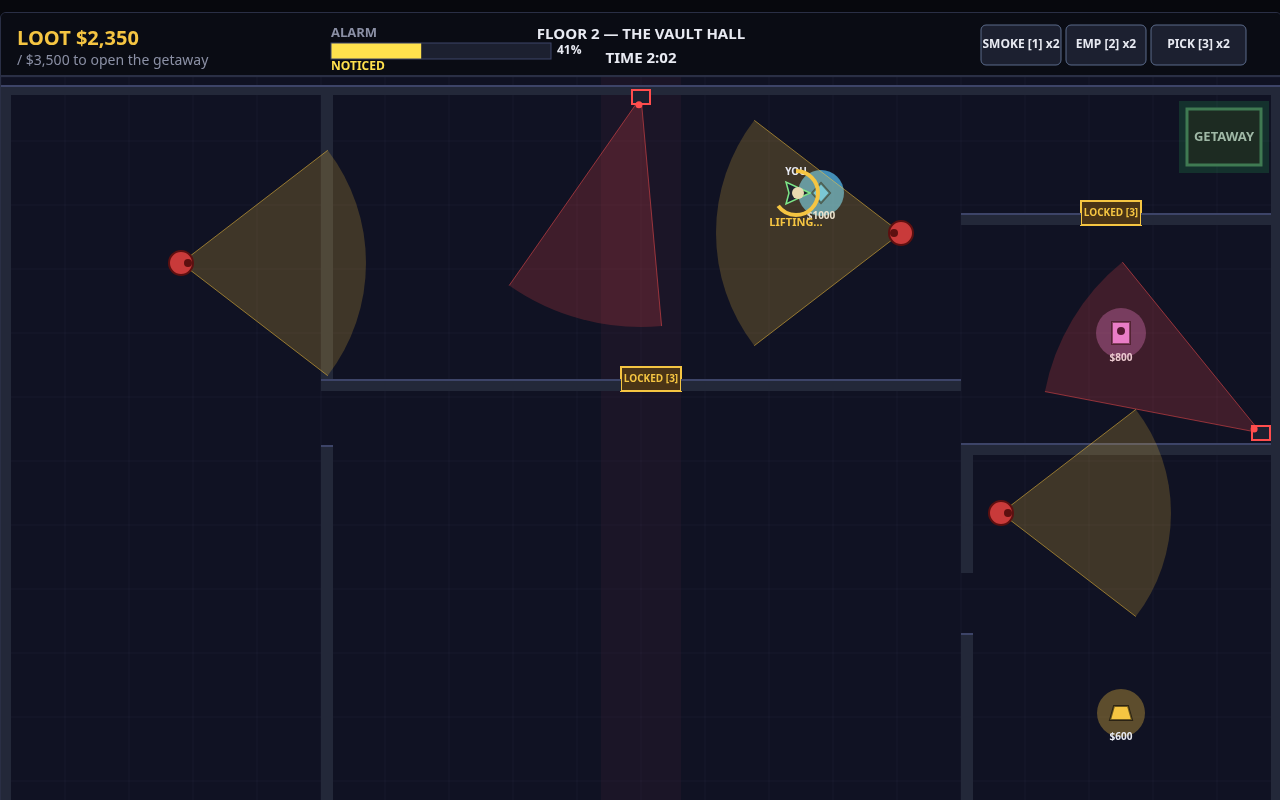 LOOT $2,350
/ $3,500 to open the getaway
ALARM
41%
NOTICED
FLOOR 2 — THE VAULT HALL
TIME 2:02
SMOKE [1] x2
EMP [2] x2
PICK [3] x2
GETAWAY
YOU
$1000
LIFTING...
LOCKED [3]
$800
LOCKED [3]
$600